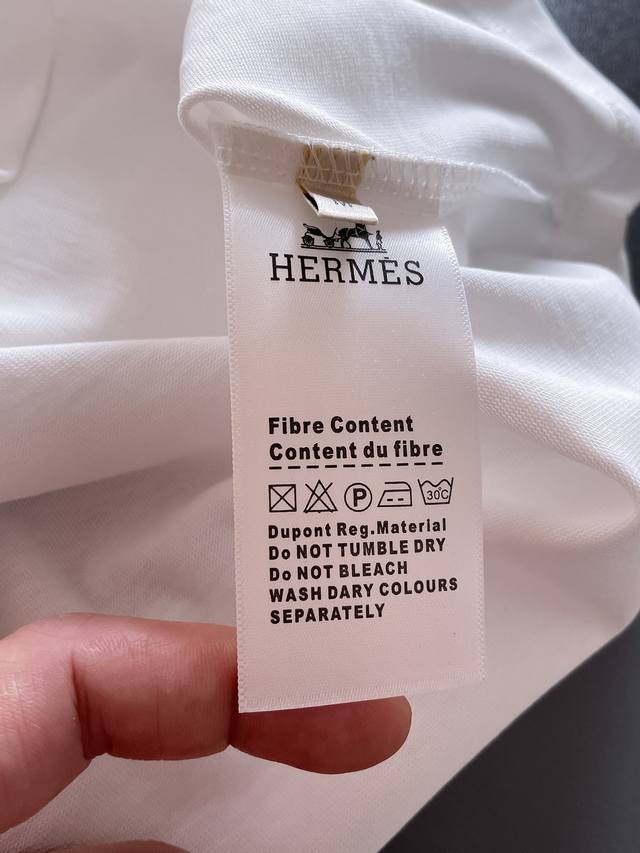 M
HERMÈS
Fibre Content
Content du fibre
P
30C
Dupont Reg.Material
Do NOT TUMBLE DRY
Do NOT BLEACH
WASH DARY COLOURS
SEPARATELY